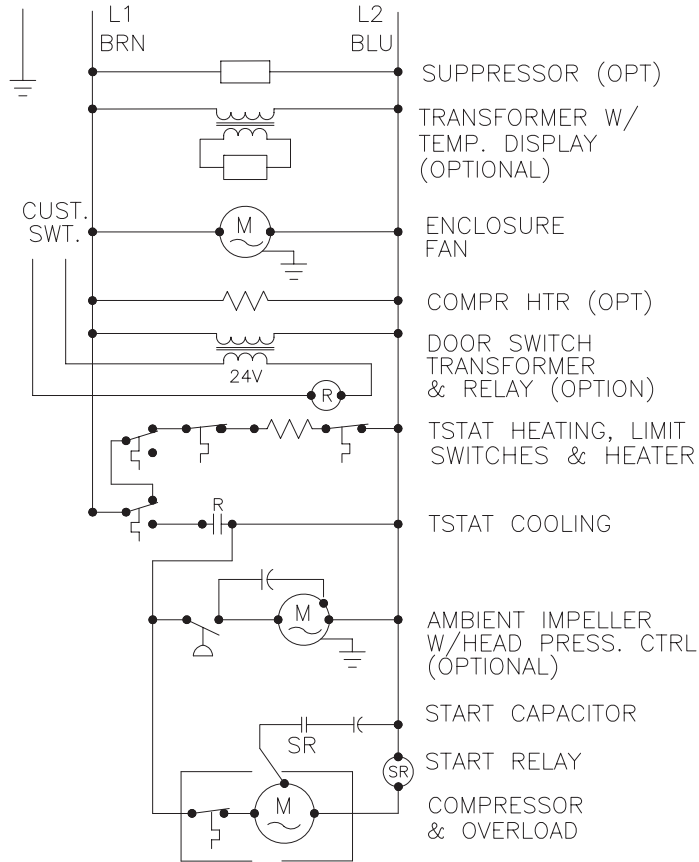 L1
L2
BRN
BLU
SUPPRESSOR (OPT)
TRANSFORMER W/
TEMP. DISPLAY
(OPTIONAL)
CUST.
SWT.
M
ENCLOSURE
FAN
COMPR HTR (OPT)
DOOR SWITCH
TRANSFORMER
& RELAY (OPTION)
24V
R
TSTAT HEATING, LIMIT
SWITCHES & HEATER
R
TSTAT COOLING
M
AMBIENT IMPELLER
W/HEAD PRESS. CTRL
(OPTIONAL)
START CAPACITOR
SR
SR
START RELAY
M
COMPRESSOR
& OVERLOAD